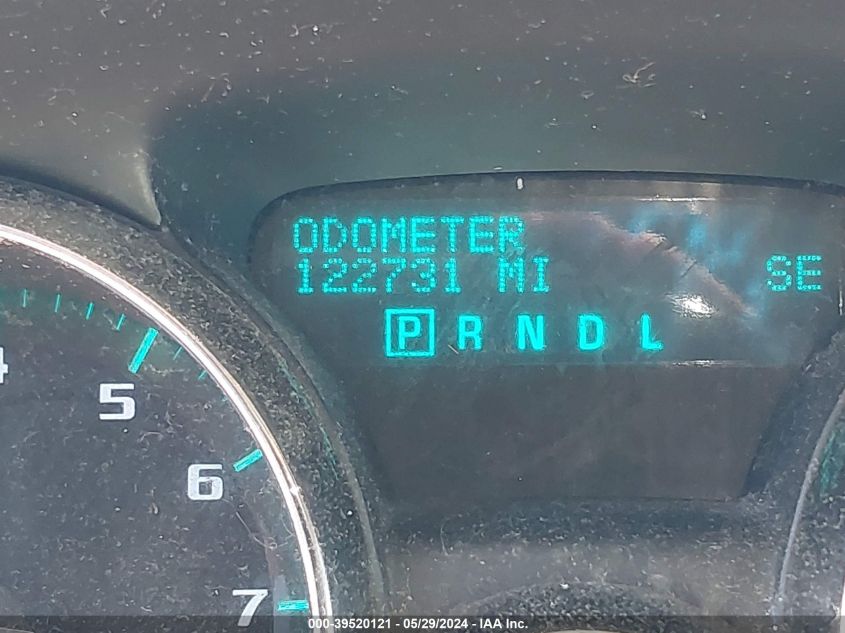 ODOMETER
122731 MI SE
P R N D L
5
6
7
000-39520121 - 05/29/2024 - IAA Inc.